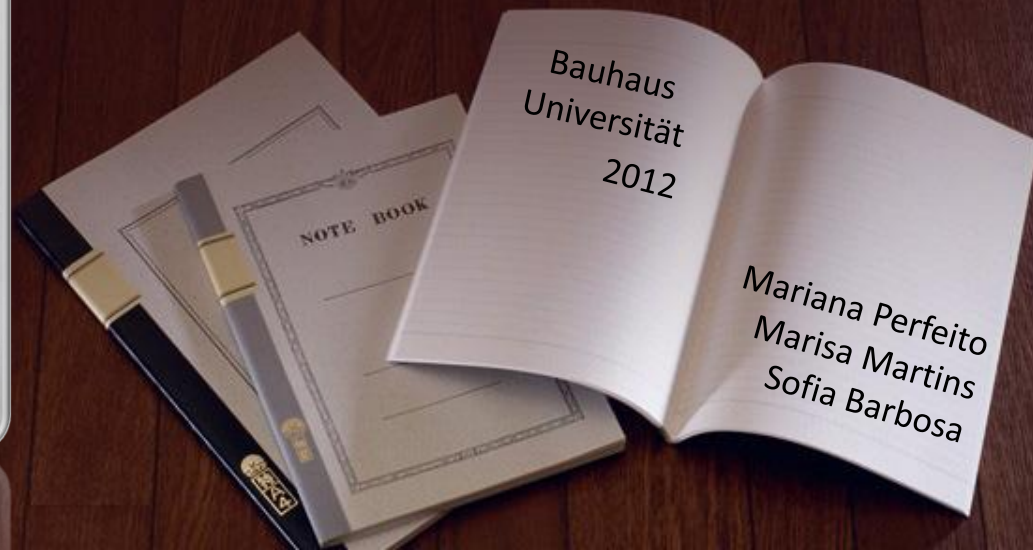 NOTE BOOK
Bauhaus
Universität
2012
Mariana Perfeito
Marisa Martins
Sofia Barbosa